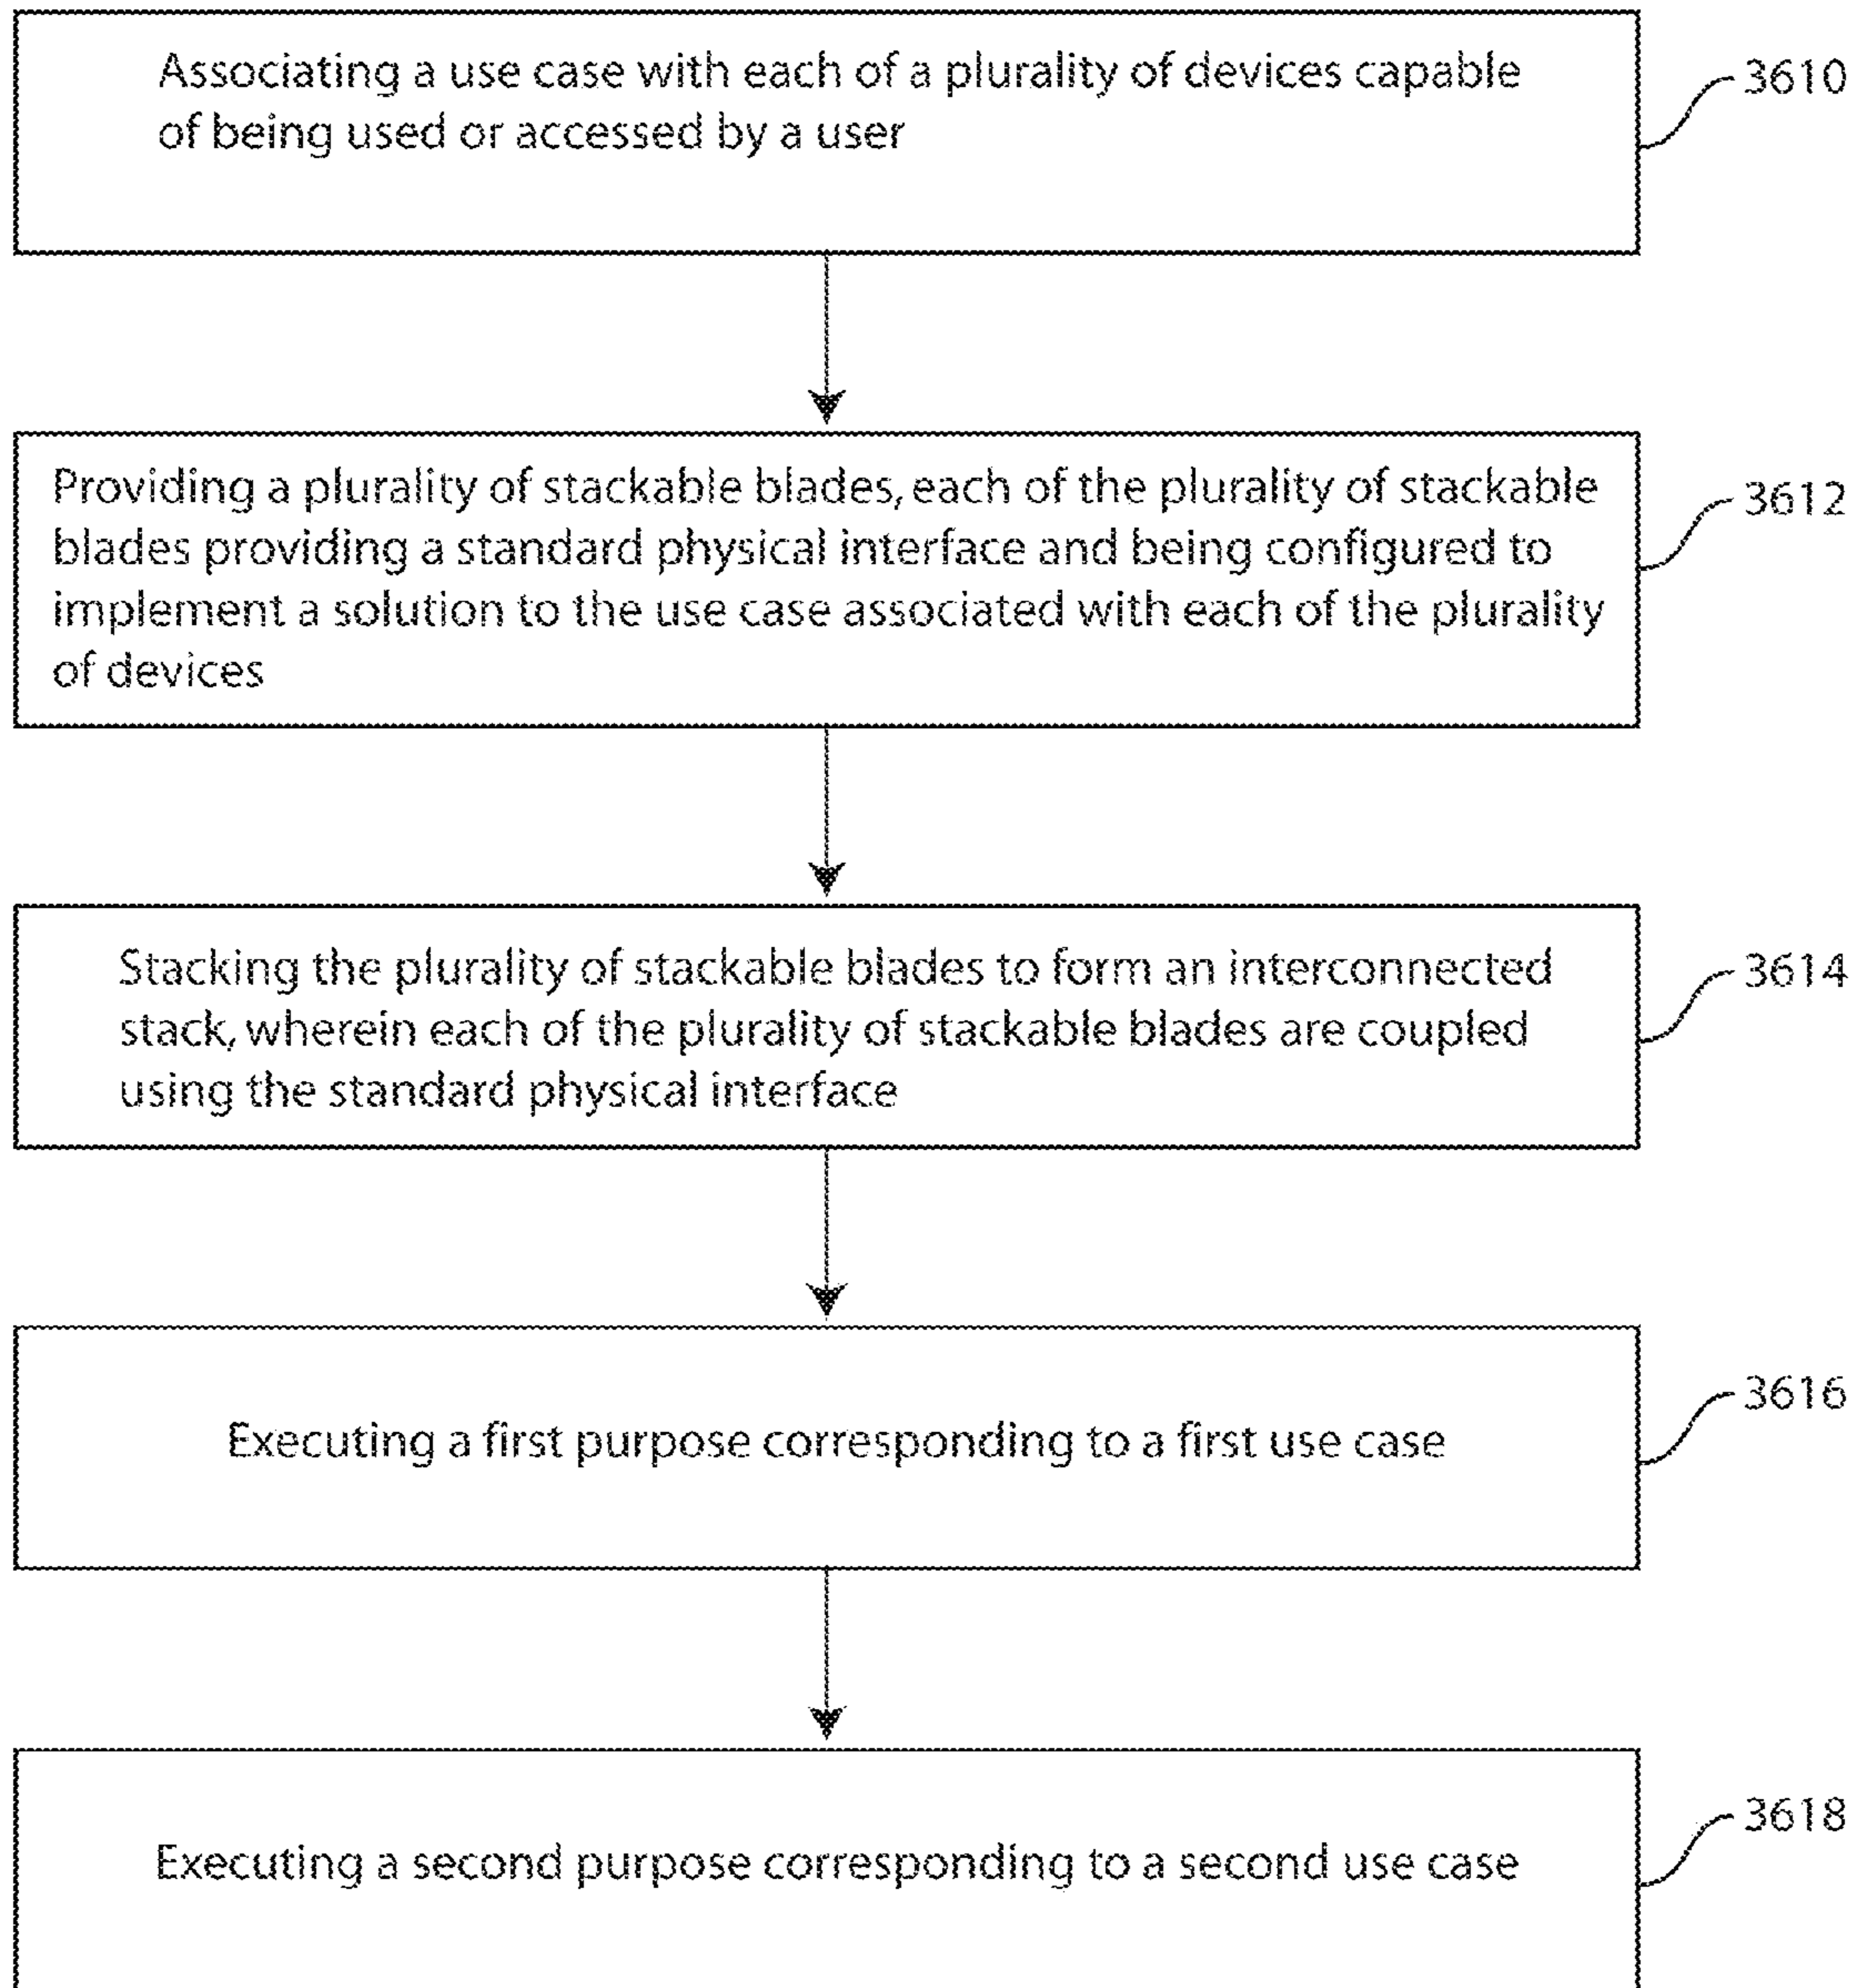 Associating a use case with each of a plurality of devices capable
of being used or accessed by a user
3610
Providing a plurality of stackable blades, each of the plurality of stackable
blades providing a standard physical interface and being configured to
implement a solution to the use case associated with each of the plurality
of devices
3612
Stacking the plurality of stackable blades to form an interconnected
stack, wherein each of the plurality of stackable blades are coupled
using the standard physical interface
3614
Executing a first purpose corresponding to a first use case
3616
Executing a second purpose corresponding to a second use case
3618